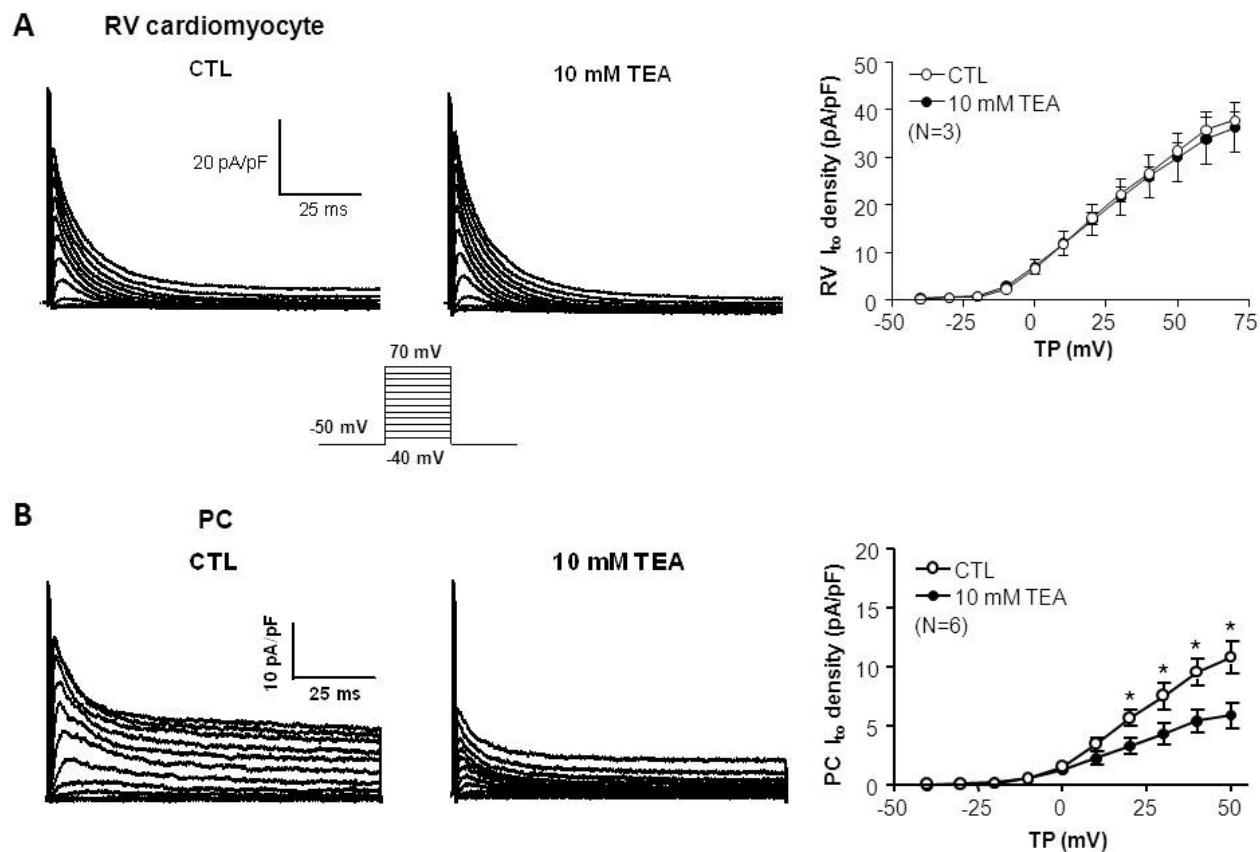 A
RV cardiomyocyte
CTL
10 mM TEA
20 pA/pF
25 ms
70 mV
-50 mV
-40 mV
RV Ito density (pA/pF)
50
40
30
20
10
0
CTL
10 mM TEA
(N=3)
-50
-25
0
25
50
75
TP (mV)
B
PC
CTL
10 mM TEA
10 pA/pF
25 ms
PC Ito density (pA/pF)
20
15
10
5
0
CTL
10 mM TEA
(N=6)
* * * *
-50
-25
0
25
50
TP (mV)